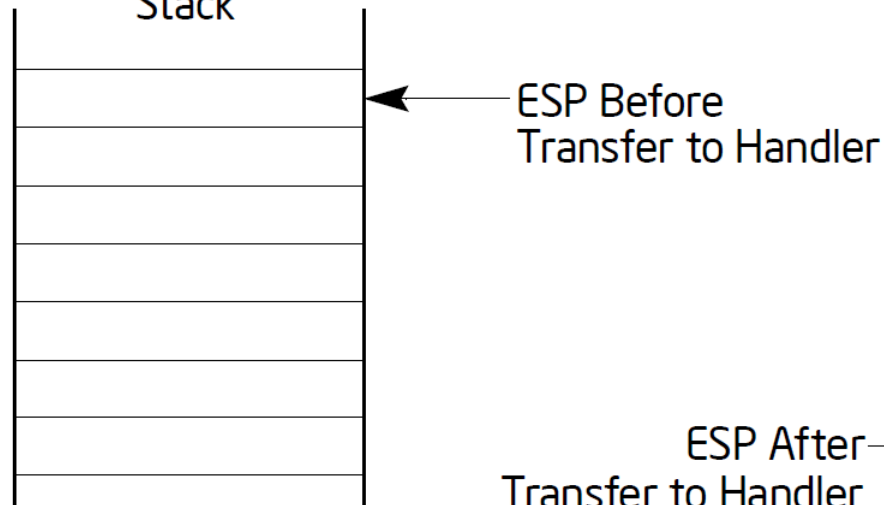 Stack
ESP Before
Transfer to Handler
ESP After
Transfer to Handler